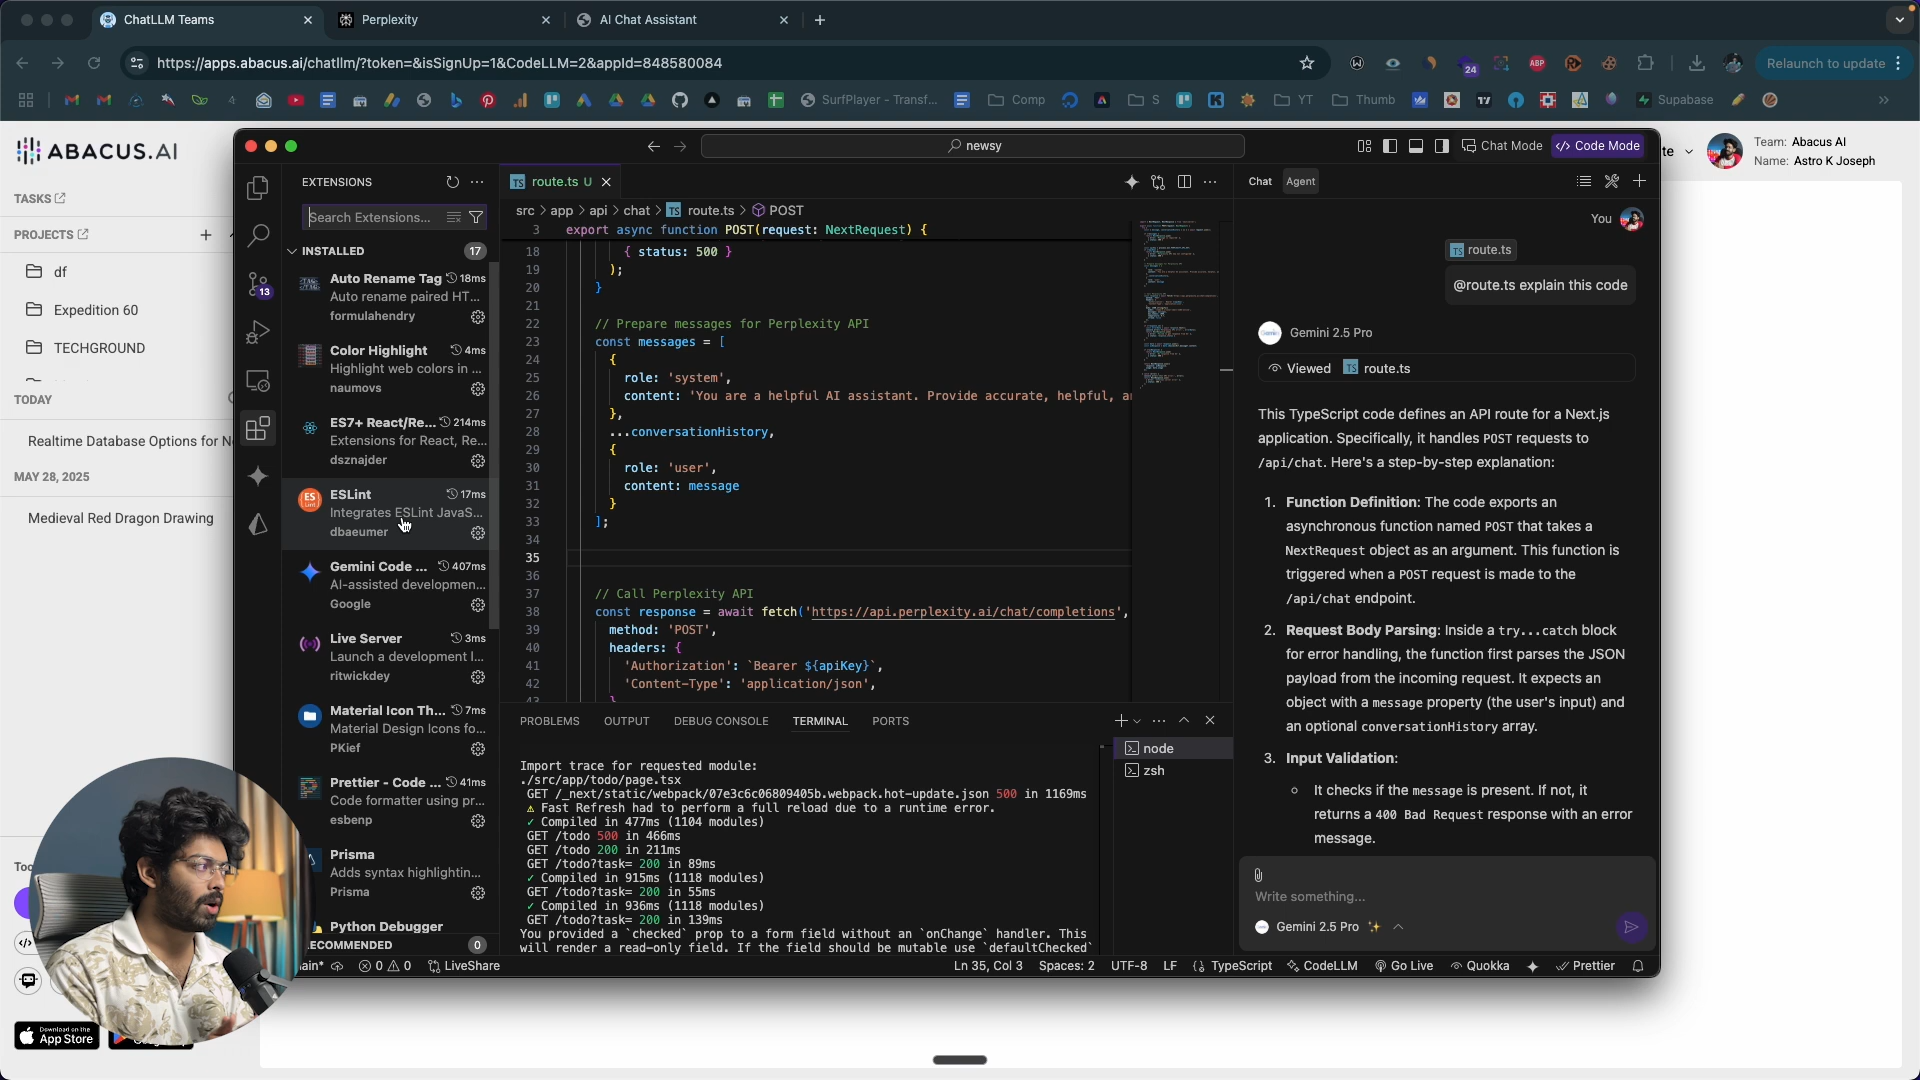 ChatLLM Teams
Perplexity
AI Chat Assistant
https://apps.abacus.ai/chatllm/?token=&isSignUp=1&CodeLLM=2&appId=848580084
24
ABP
Relaunch to update
SurfPlayer - Transf...
Comp
S
YT
Thumb
Supabase
ABACUS.AI
TASKS
PROJECTS
df
Expedition 60
TECHGROUND
TODAY
Realtime Database Options for N
MAY 28, 2025
Medieval Red Dragon Drawing
Too
Download on the
App Store
te
Team: Abacus AI
Name: Astro K Joseph
newsy
Chat Mode
Code Mode
EXTENSIONS
Search Extensions...
INSTALLED
17
13
Auto Rename Tag 18ms
Auto rename paired HT...
formulahendry
Color Highlight 4ms
Highlight web colors in ...
naumovs
ES7+ React/Re... 214ms
Extensions for React, Re...
dsznajder
ES
Lint
ESLint 17ms
Integrates ESLint JavaS...
dbaeumer
Gemini Code ... 407ms
AI-assisted developmen...
Google
Live Server 3ms
Launch a development l...
ritwickdey
Material Icon Th... 7ms
Material Design Icons fo...
PKief
Prettier - Code ... 41ms
Code formatter using pr...
esbenp
Prisma
Adds syntax highlightin...
Prisma
Python Debugger
ECOMMENDED
0
route.ts U
src > app > api > chat > TS route.ts > POST
3 export async function POST(request: NextRequest) {
18 { status: 500 }
19 );
20 }
21
22 // Prepare messages for Perplexity API
23 const messages = [
24 {
25 role: 'system',
26 content: 'You are a helpful AI assistant. Provide accurate, helpful, a
27 },
28 ...conversationHistory,
29 {
30 role: 'user',
31 content: message
32 }
33 ];
34
35
36
37 // Call Perplexity API
38 const response = await fetch('https://api.perplexity.ai/chat/completions',
39 method: 'POST',
40 headers: {
41 'Authorization': `Bearer ${apiKey}`,
42 'Content-Type': 'application/json',
43 }
PROBLEMS
OUTPUT
DEBUG CONSOLE
TERMINAL
PORTS
node
zsh
Import trace for requested module:
./src/app/todo/page.tsx
GET /_next/static/webpack/07e3c6c06809405b.webpack.hot-update.json 500 in 1169ms
⚠ Fast Refresh had to perform a full reload due to a runtime error.
✓ Compiled in 477ms (1104 modules)
GET /todo 500 in 466ms
GET /todo 200 in 211ms
GET /todo?task= 200 in 89ms
✓ Compiled in 915ms (1118 modules)
GET /todo?task= 200 in 55ms
✓ Compiled in 936ms (1118 modules)
GET /todo?task= 200 in 139ms
You provided a `checked` prop to a form field without an `onChange` handler. This
will render a read-only field. If the field should be mutable use `defaultChecked`
ain*
0
0
LiveShare
Ln 35, Col 3
Spaces: 2
UTF-8
LF
{} TypeScript
CodeLLM
Go Live
Quokka
Prettier
Chat
Agent
You
TS route.ts
@route.ts explain this code
Gemini 2.5 Pro
Viewed TS route.ts
This TypeScript code defines an API route for a Next.js
application. Specifically, it handles POST requests to
/api/chat. Here's a step-by-step explanation:
1. Function Definition: The code exports an
asynchronous function named POST that takes a
NextRequest object as an argument. This function is
triggered when a POST request is made to the
/api/chat endpoint.
2. Request Body Parsing: Inside a try...catch block
for error handling, the function first parses the JSON
payload from the incoming request. It expects an
object with a message property (the user's input) and
an optional conversationHistory array.
3. Input Validation:
It checks if the message is present. If not, it
returns a 400 Bad Request response with an error
message.
Write something...
Gemini 2.5 Pro